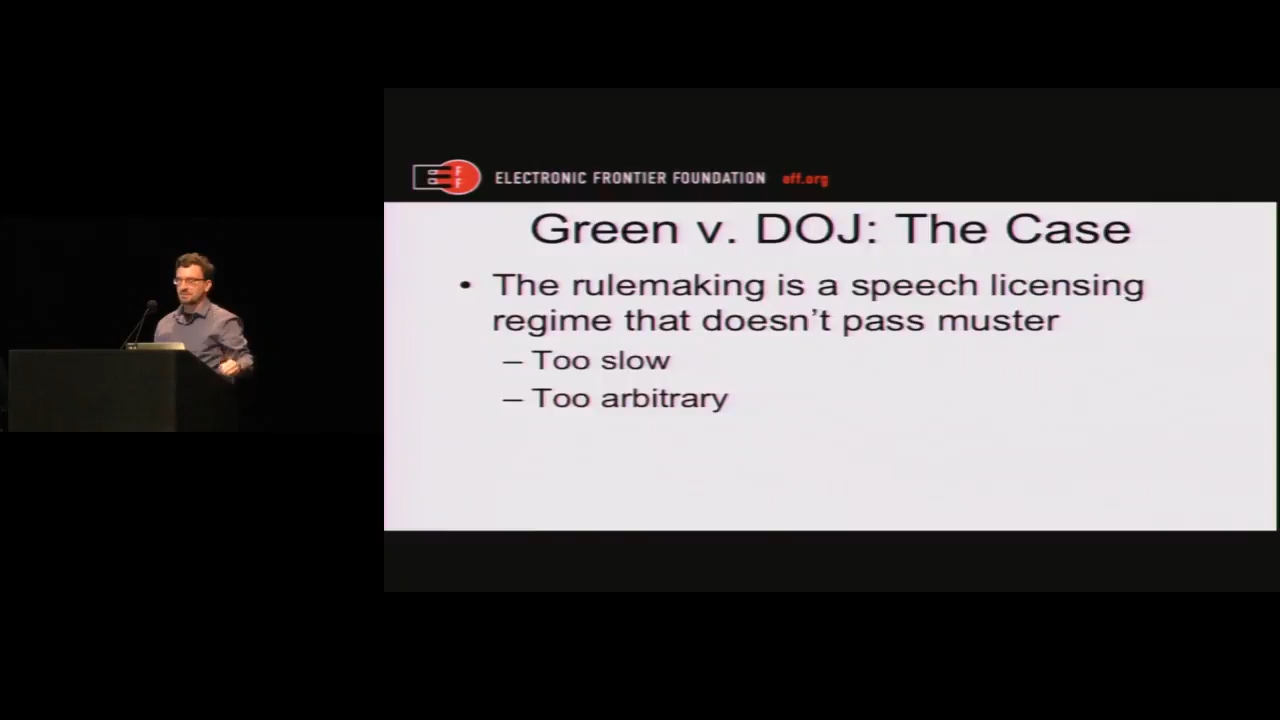 ELECTRONIC FRONTIER FOUNDATION eff.org
Green v. DOJ: The Case
• The rulemaking is a speech licensing
regime that doesn't pass muster
– Too slow
– Too arbitrary